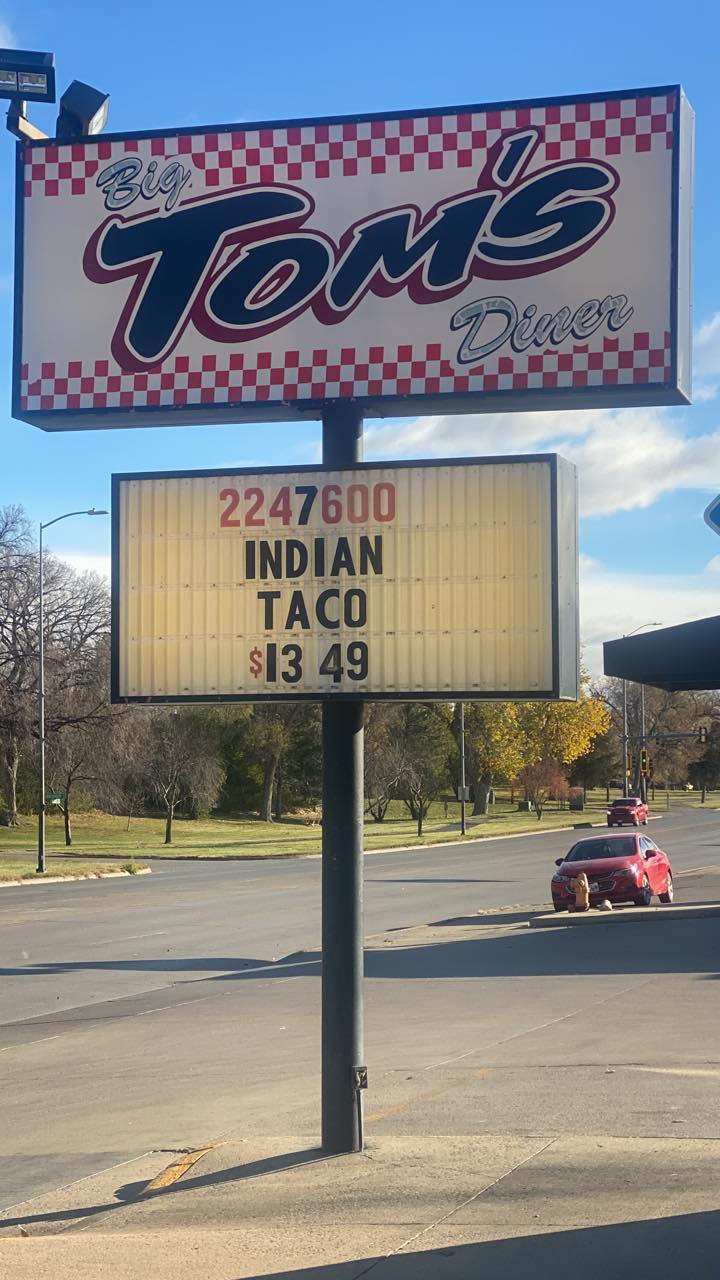 Big
TOM'S
Diner
2247600
INDIAN
TACO
$13 49